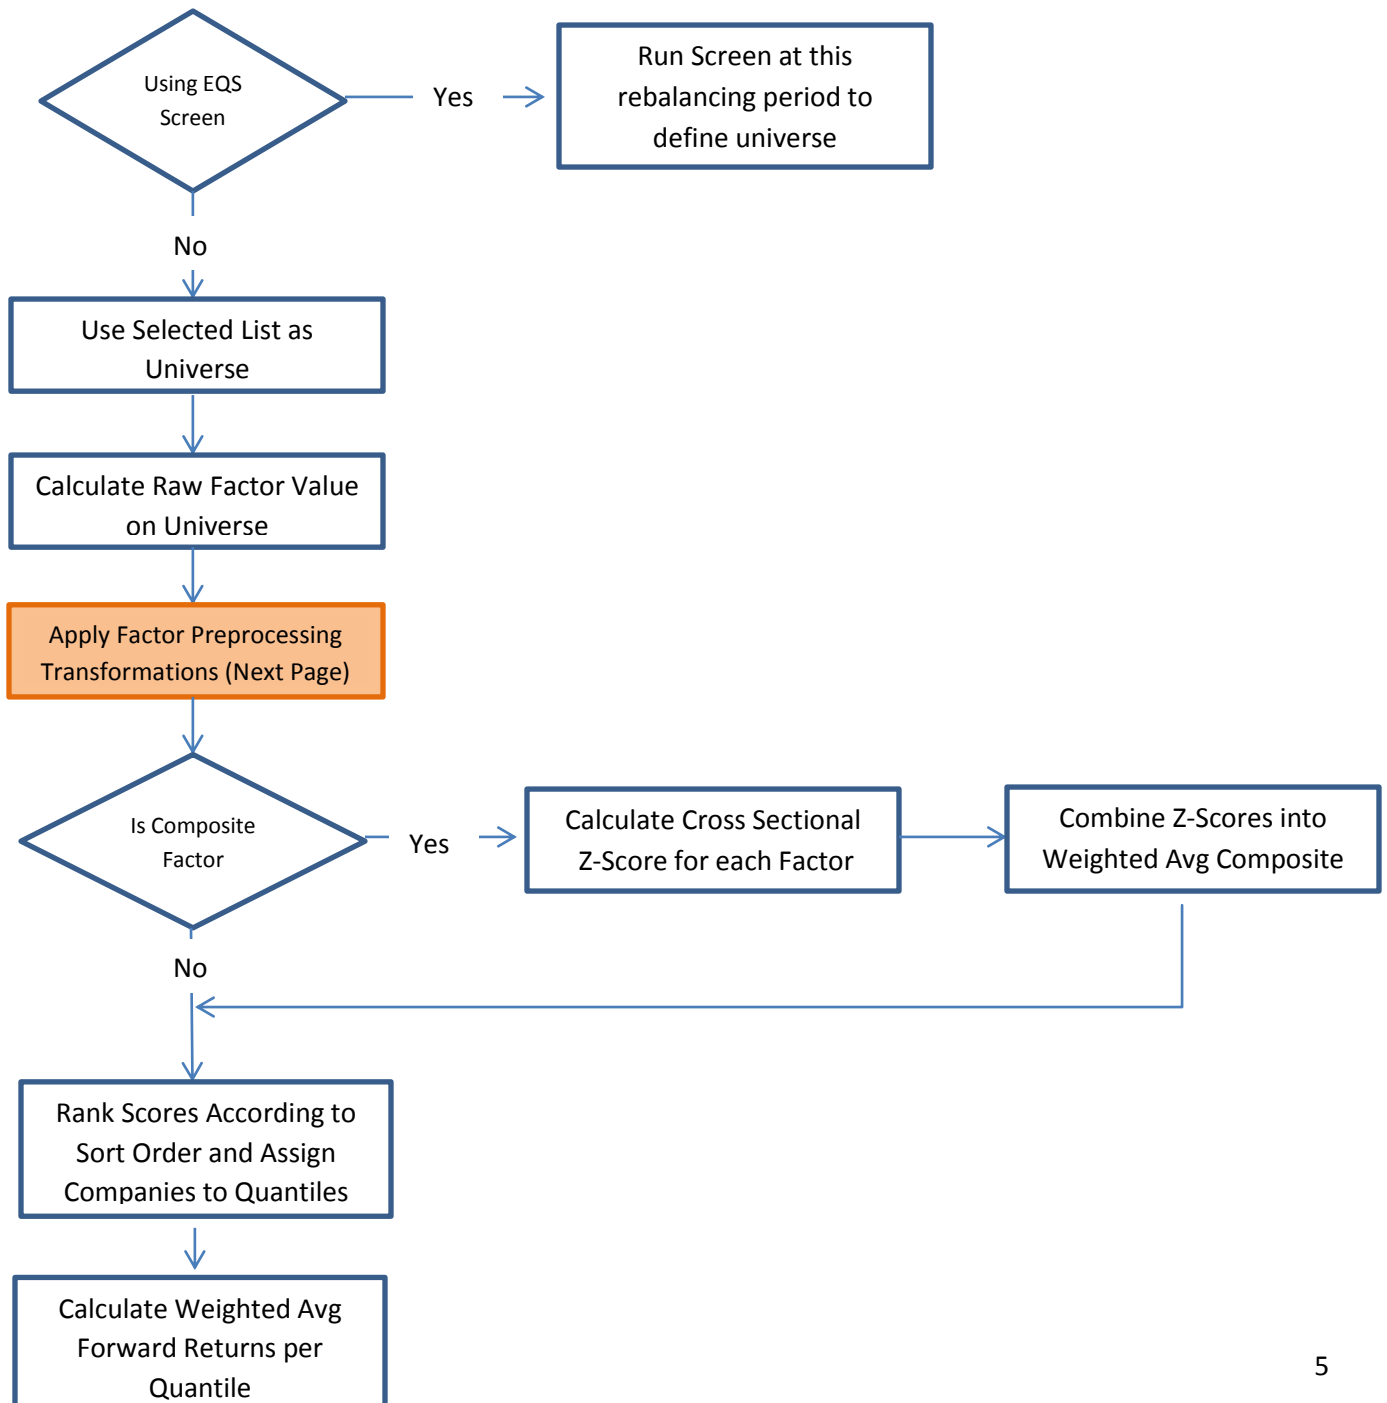 Using EQS
Screen
Yes
Run Screen at this
rebalancing period to
define universe
No
Use Selected List as
Universe
Calculate Raw Factor Value
on Universe
Apply Factor Preprocessing
Transformations (Next Page)
Is Composite
Factor
Yes
Calculate Cross Sectional
Z-Score for each Factor
Combine Z-Scores into
Weighted Avg Composite
No
Rank Scores According to
Sort Order and Assign
Companies to Quantiles
Calculate Weighted Avg
Forward Returns per
Quantile
5